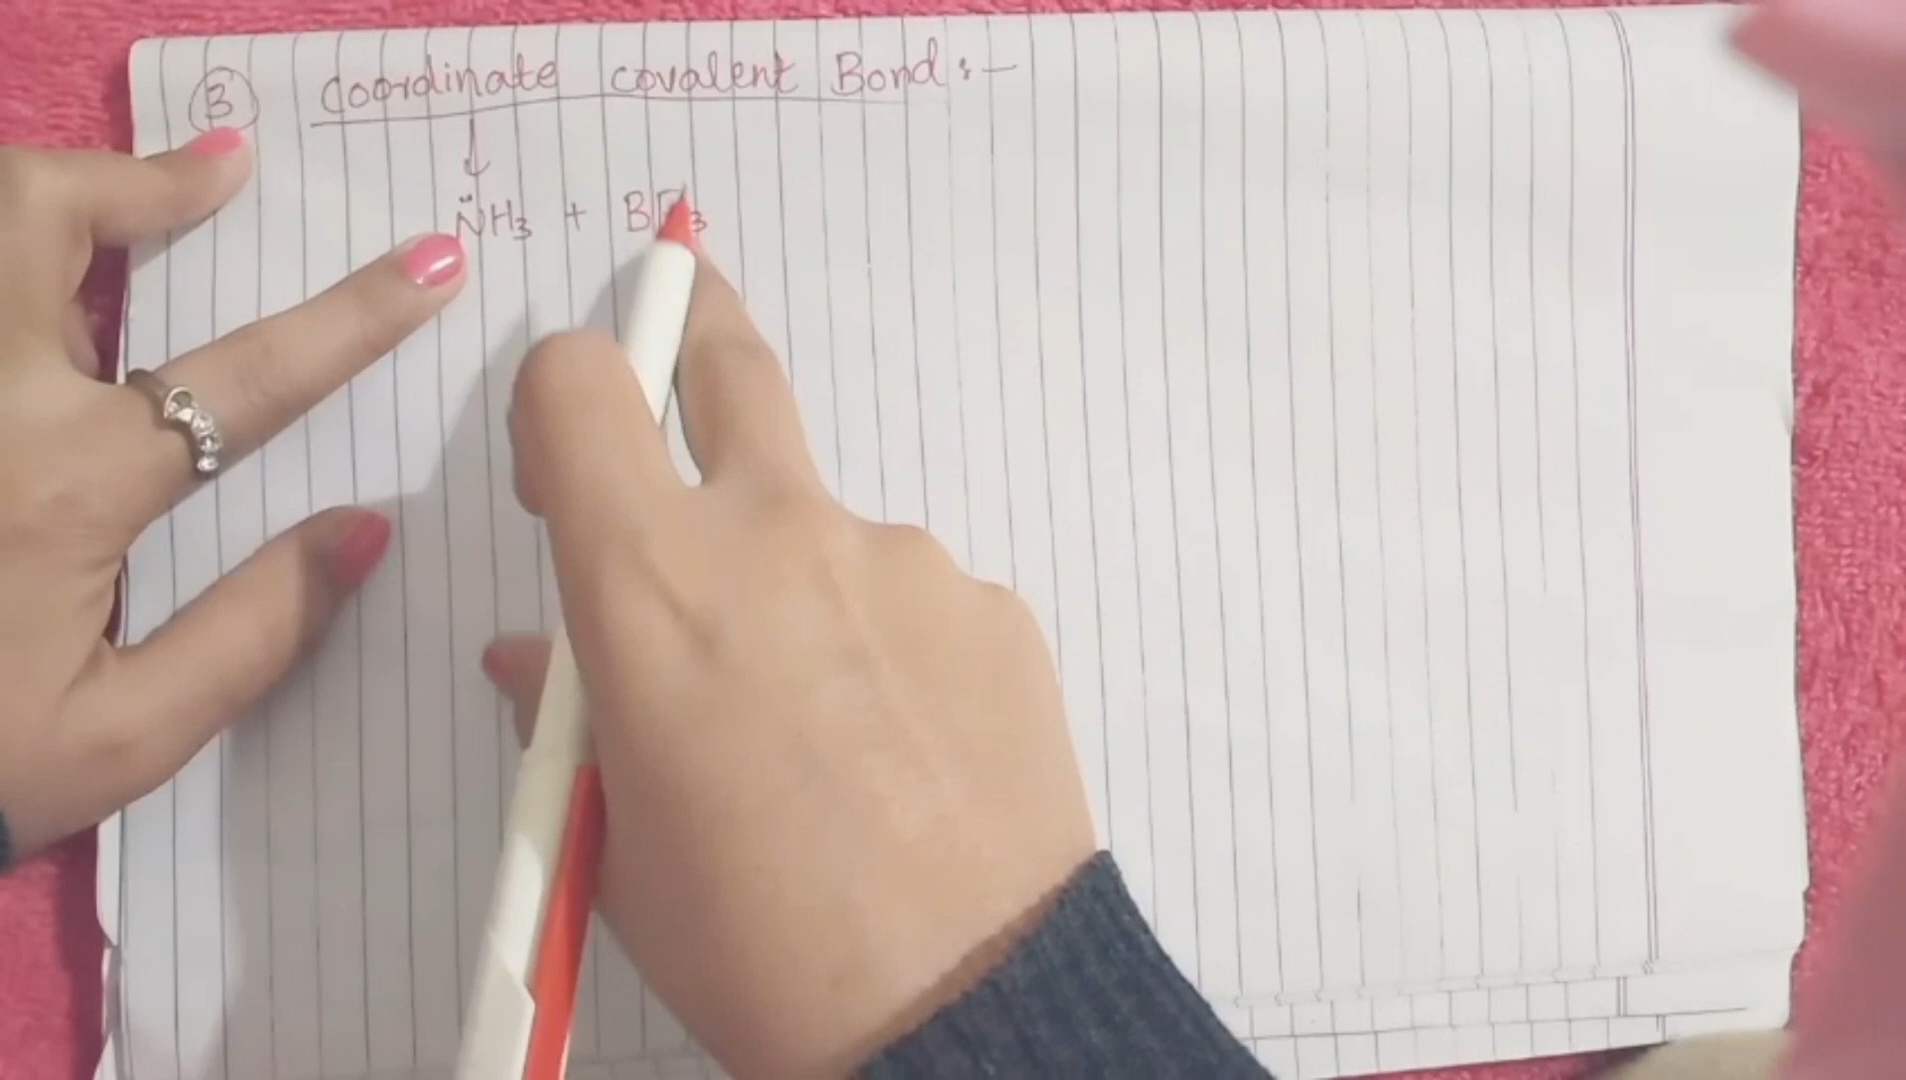 3 Coordinate covalent Bond :-
↓
N̈H₃ + BF₃